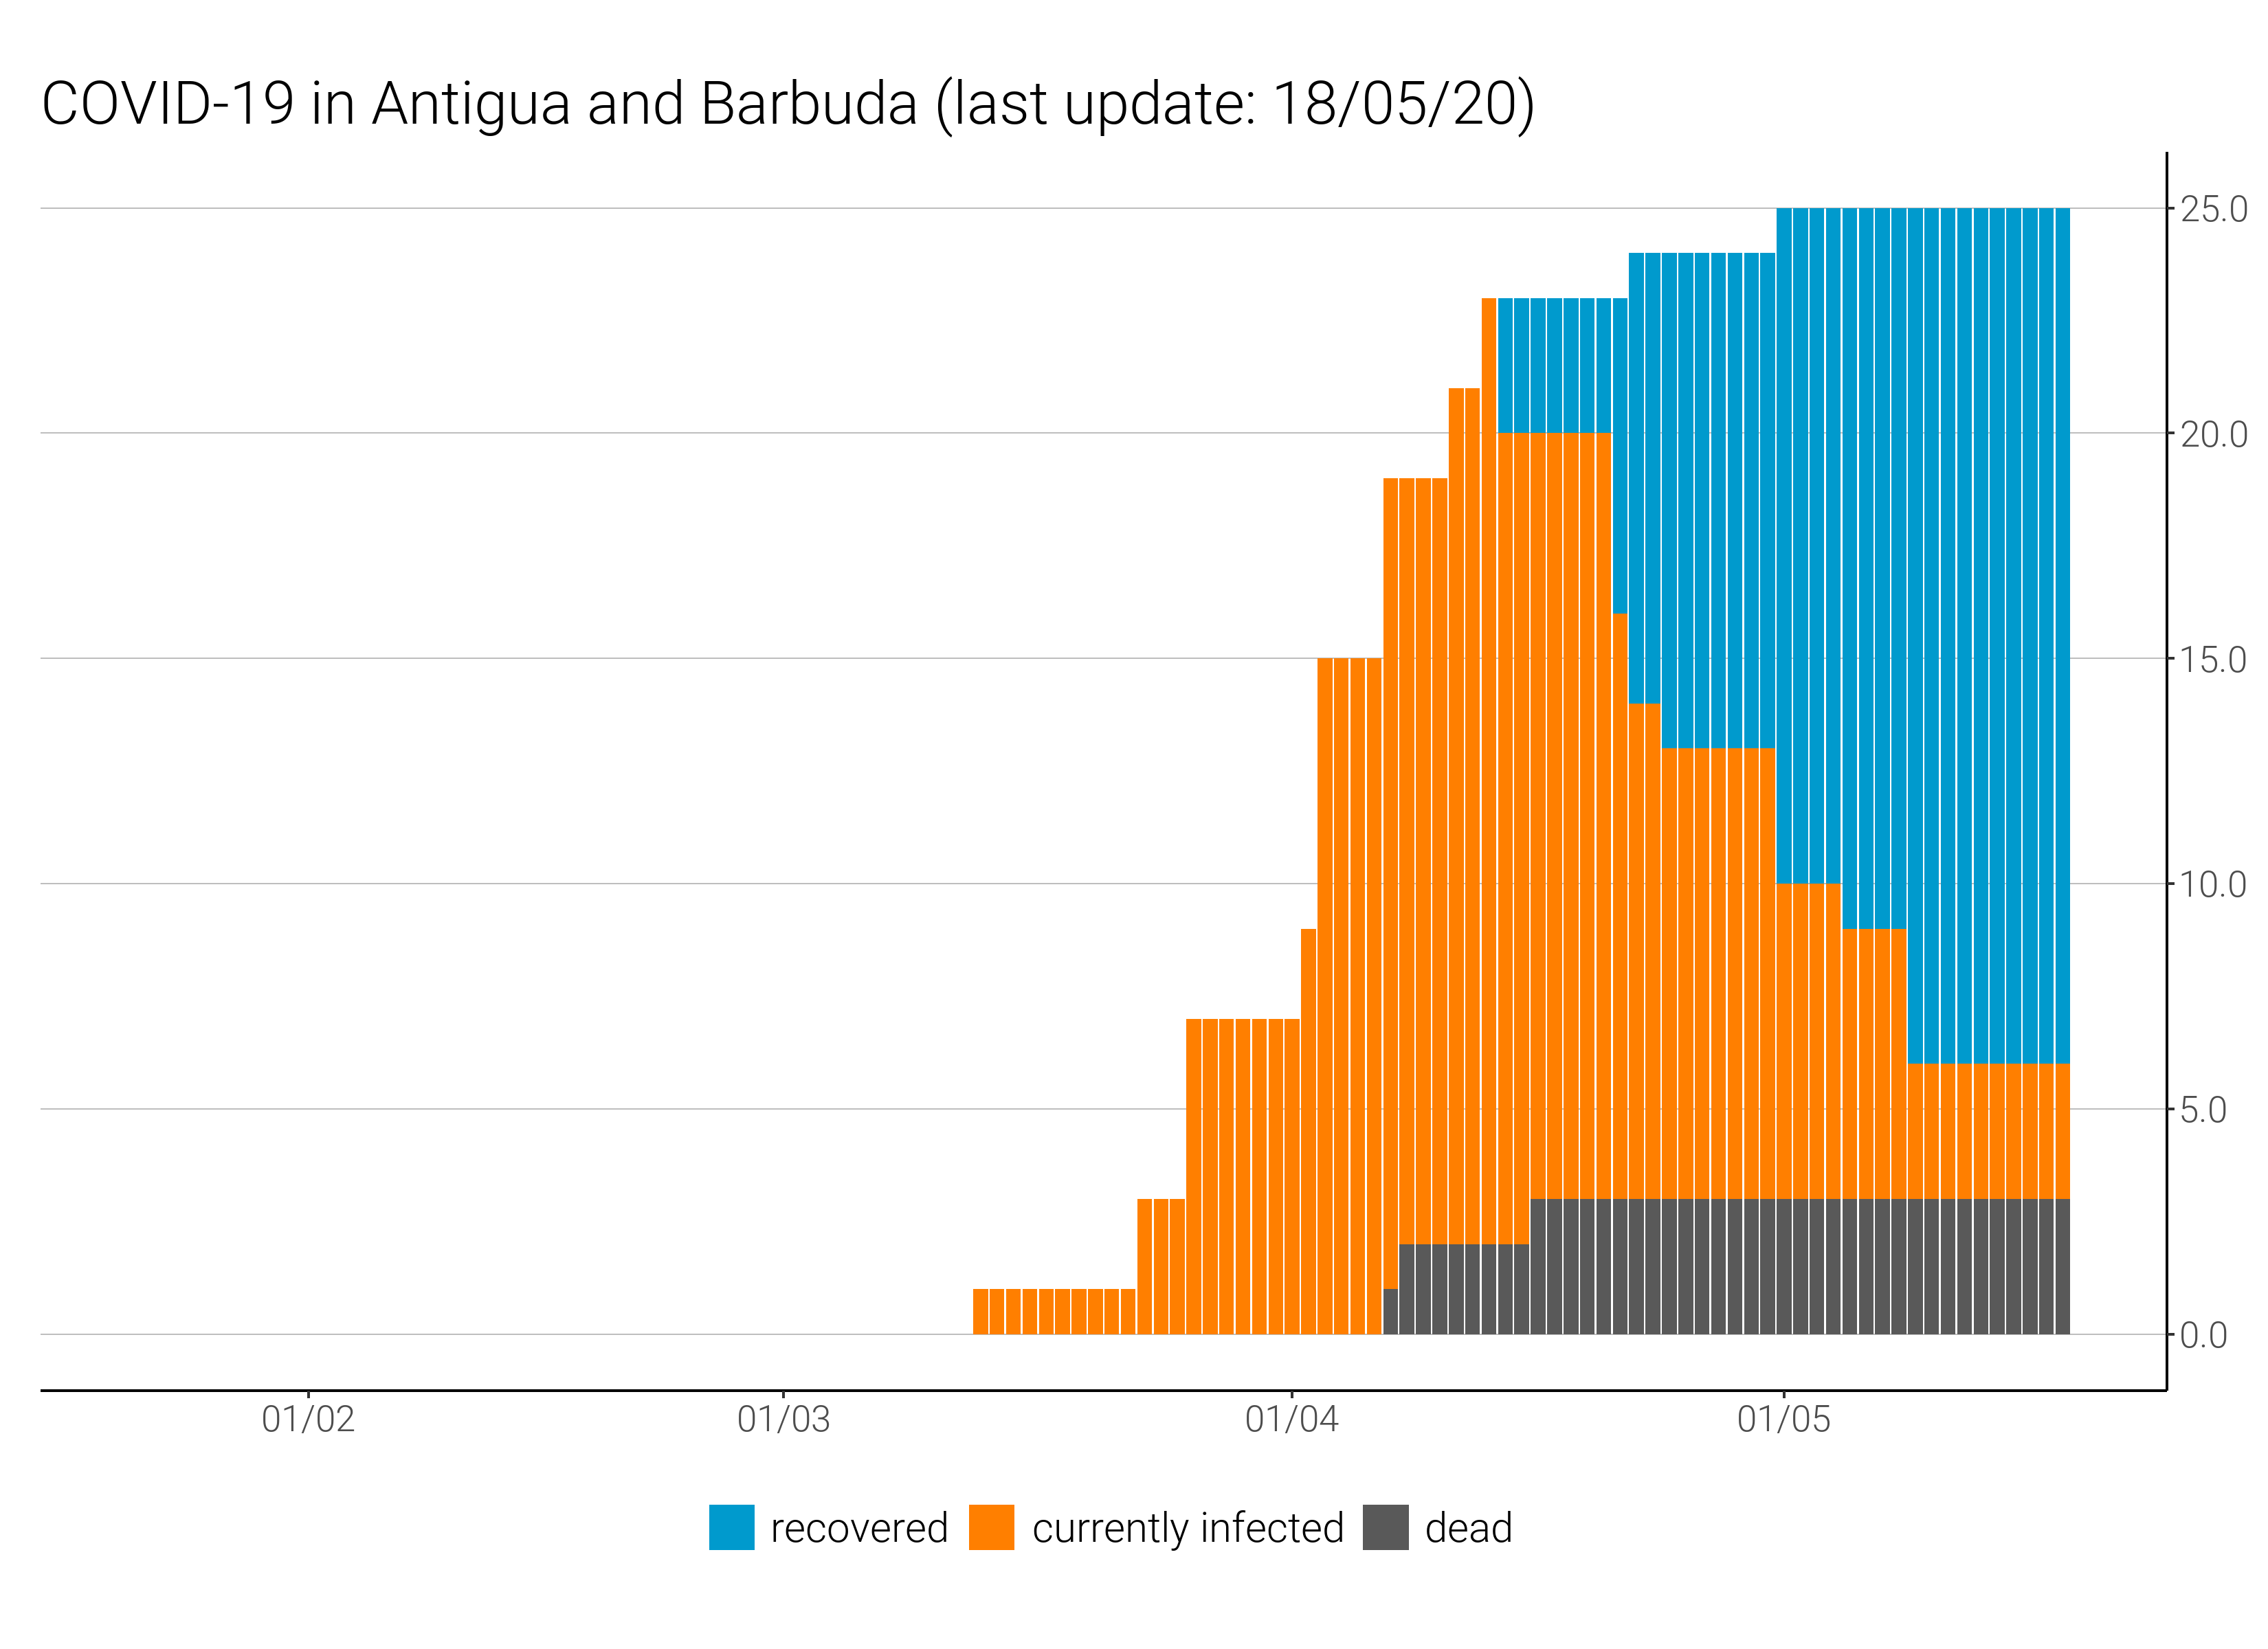 COVID-19 in Antigua and Barbuda (last update: 18/05/20)
25.0
20.0
15.0
10.0
5.0
0.0
01/02 01/03 01/04 01/05
recovered currently infected dead